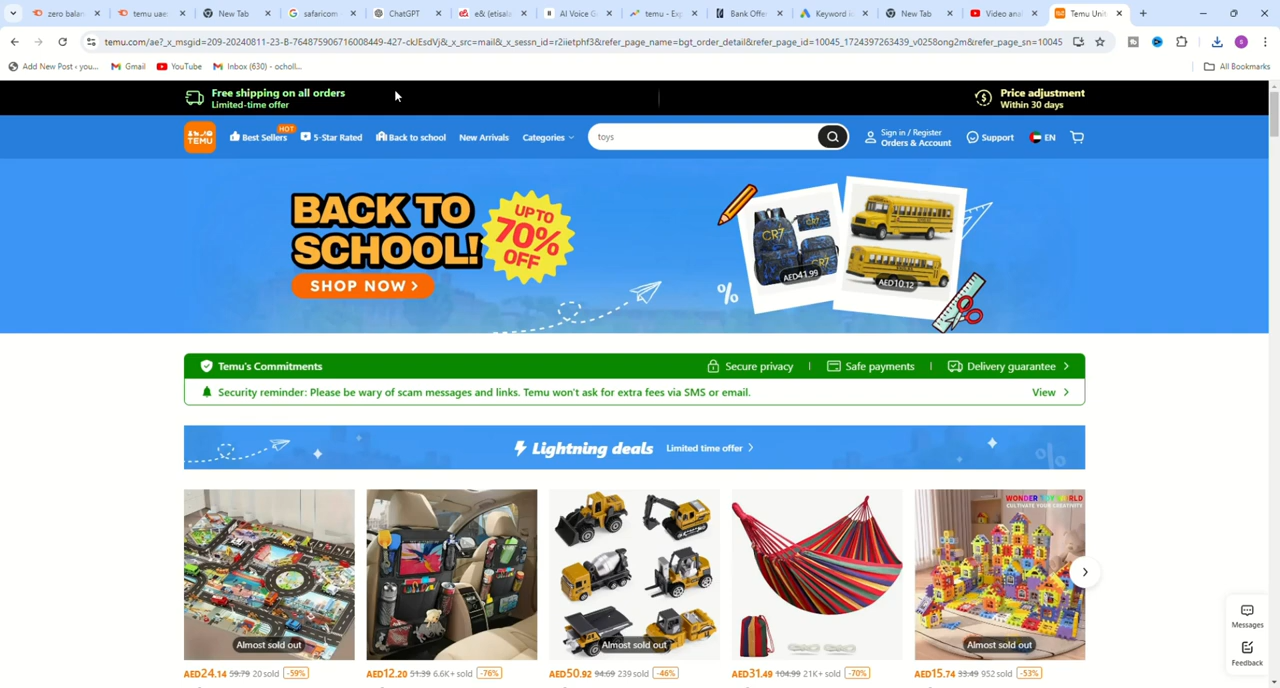 zero balan
temu uae
New Tab
safaricom -
ChatGPT
e& (etisala
AI Voice G
temu - Exp
Bank Offer
Keyword i
New Tab
Video anal
Temu Unit
temu.com/ae?_x_msgid=209-20240811-23-B-764875906716008449-427-ckJEsdVj&_x_src=mail&_x_sessn_id=r2iietphf3&refer_page_name=bgt_order_detail&refer_page_id=10045_1724397263439_v0258ong2m&refer_page_sn=10045
Add New Post ‹ you...
Gmail
YouTube
Inbox (630) - ocholl...
All Bookmarks
Free shipping on all orders
Limited-time offer
Price adjustment
Within 30 days
TEMU
Best Sellers
HOT
5-Star Rated
Back to school
New Arrivals
Categories
toys
Sign in / Register
Orders & Account
Support
EN
BACK TO
SCHOOL!
UP TO
70%
OFF
SHOP NOW >
CR7
CR7
AED41.99
AED10.12
%
Temu's Commitments
Secure privacy
Safe payments
Delivery guarantee >
Security reminder: Please be wary of scam messages and links. Temu won't ask for extra fees via SMS or email.
View >
Lightning deals
Limited time offer >
WONDER TOY WORLD
CULTIVATE YOUR CREATIVITY
Almost sold out
Almost sold out
Almost sold out
AED24.14 59.79 20 sold -59%
AED12.20 51.39 6.6K+ sold -76%
AED50.92 94.69 239 sold -46%
AED31.49 104.99 21K+ sold -70%
AED15.74 33.49 952 sold -53%
Messages
Feedback